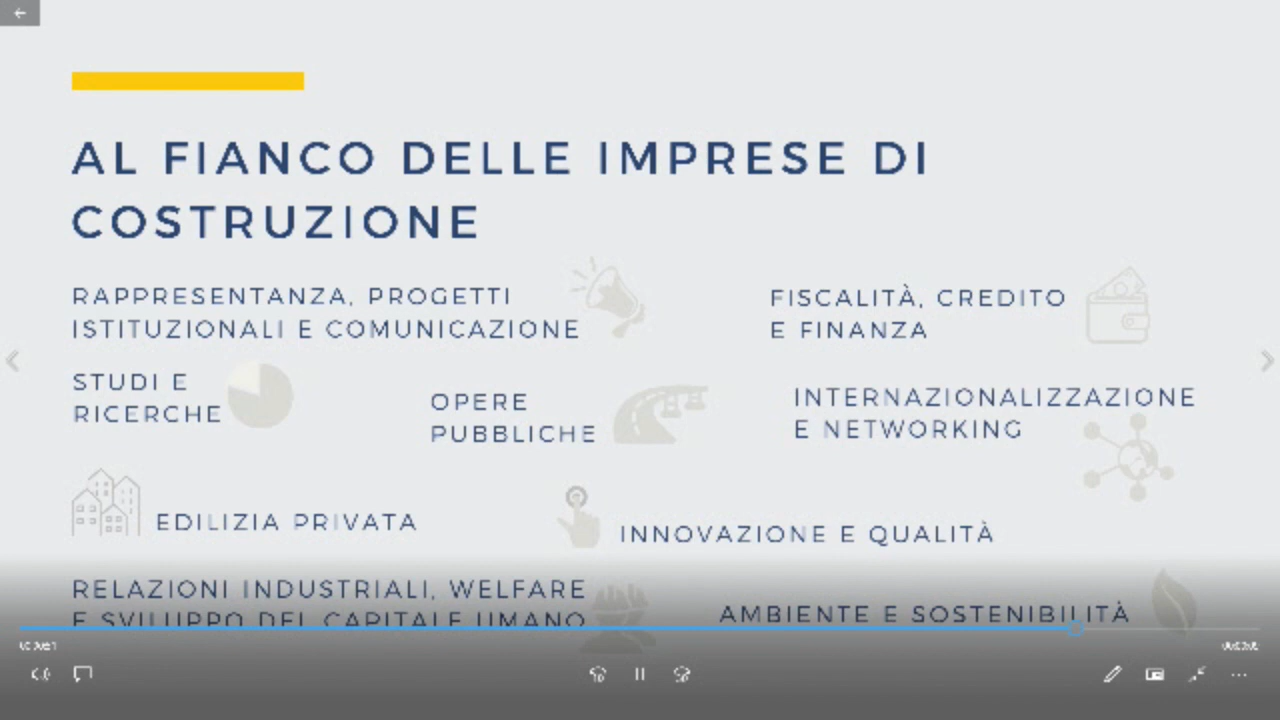 AL FIANCO DELLE IMPRESE DI
COSTRUZIONE
RAPPRESENTANZA, PROGETTI
ISTITUZIONALI E COMUNICAZIONE
FISCALITÀ, CREDITO
E FINANZA
STUDI E
RICERCHE
OPERE
PUBBLICHE
INTERNAZIONALIZZAZIONE
E NETWORKING
EDILIZIA PRIVATA
INNOVAZIONE E QUALITÀ
RELAZIONI INDUSTRIALI, WELFARE
E SVILUPPO DEL CAPITALE UMANO
AMBIENTE E SOSTENIBILITÀ